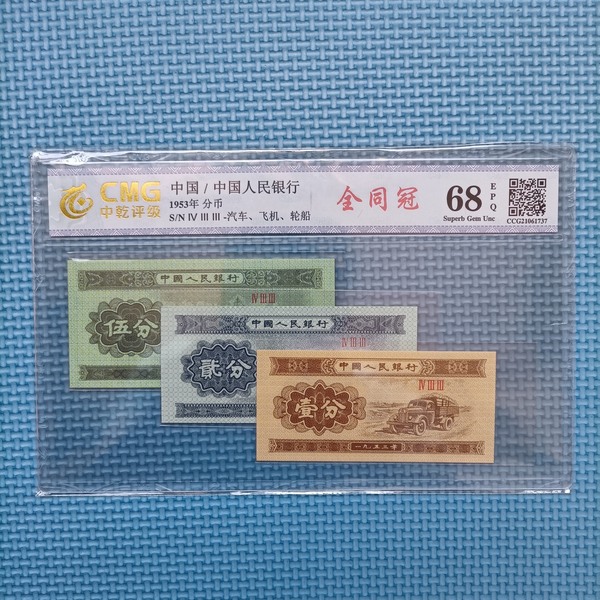 CMG
中乾评级
中国 / 中国人民银行
1953年 分币
S/N IV III III -汽车、飞机、轮船
全同冠
68
EPQ
Superb Gem Unc
CCG21061737
中國人民銀行
IV III III
伍分
中國人民銀行
IV III III
貳分
中國人民銀行
IV III III
壹分
一九五三年